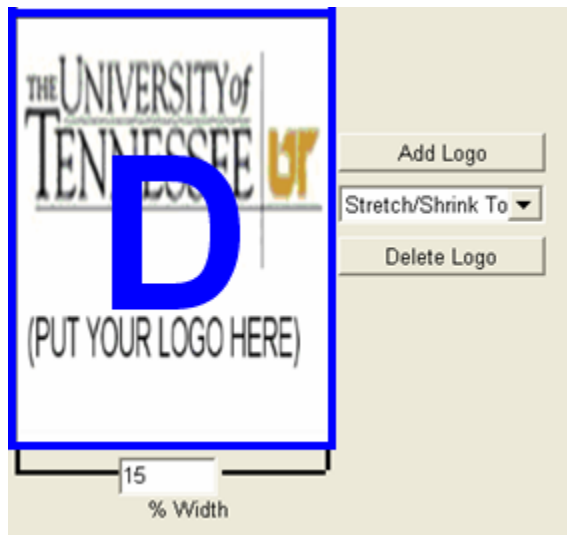 THE UNIVERSITY of
TENNESSEE UT
D
(PUT YOUR LOGO HERE)
Add Logo
Stretch/Shrink To
Delete Logo
15
% Width